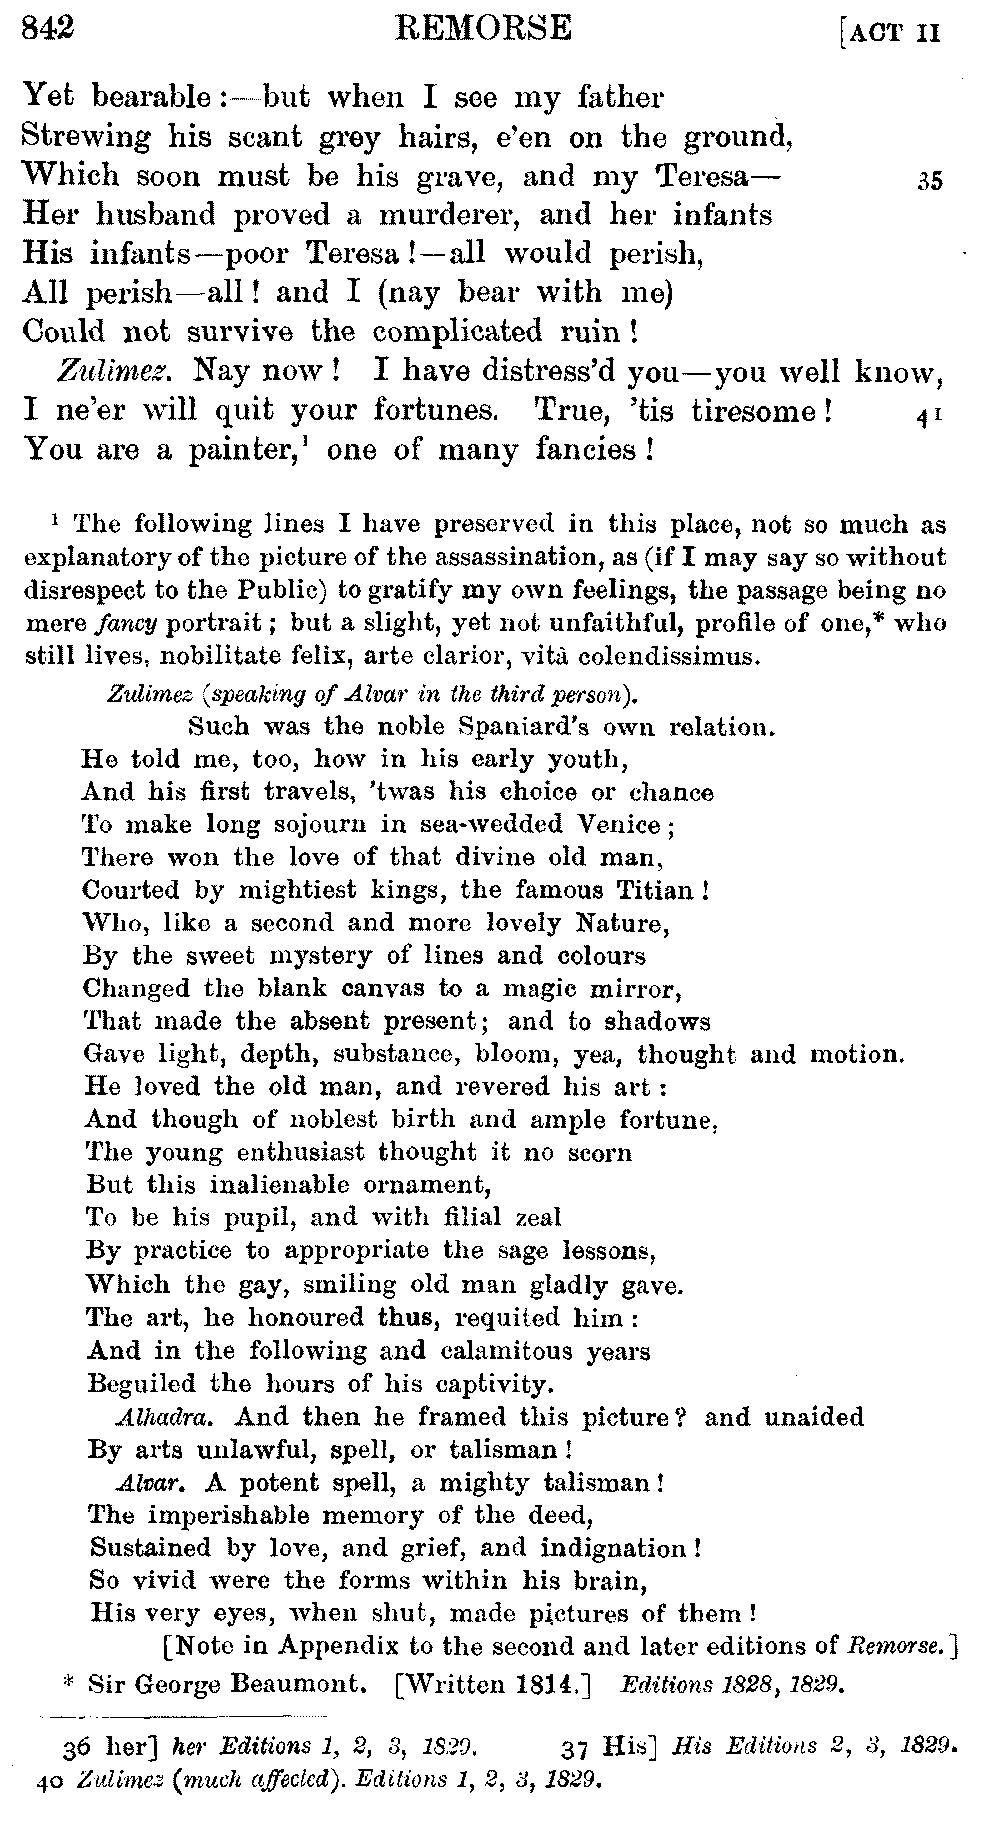 842 REMORSE [ACT II
Yet bearable :—but when I see my father
Strewing his scant grey hairs, e'en on the ground,
Which soon must be his grave, and my Teresa— 35
Her husband proved a murderer, and her infants
His infants—poor Teresa !—all would perish,
All perish—all ! and I (nay bear with me)
Could not survive the complicated ruin !
Zulimez. Nay now ! I have distress'd you—you well know,
I ne'er will quit your fortunes. True, 'tis tiresome ! 41
You are a painter,¹ one of many fancies !
¹ The following lines I have preserved in this place, not so much as
explanatory of the picture of the assassination, as (if I may say so without
disrespect to the Public) to gratify my own feelings, the passage being no
mere fancy portrait ; but a slight, yet not unfaithful, profile of one,* who
still lives, nobilitate felix, arte clarior, vitâ colendissimus.
Zulimez (speaking of Alvar in the third person).
Such was the noble Spaniard's own relation.
He told me, too, how in his early youth,
And his first travels, 'twas his choice or chance
To make long sojourn in sea-wedded Venice ;
There won the love of that divine old man,
Courted by mightiest kings, the famous Titian !
Who, like a second and more lovely Nature,
By the sweet mystery of lines and colours
Changed the blank canvas to a magic mirror,
That made the absent present ; and to shadows
Gave light, depth, substance, bloom, yea, thought and motion.
He loved the old man, and revered his art :
And though of noblest birth and ample fortune,
The young enthusiast thought it no scorn
But this inalienable ornament,
To be his pupil, and with filial zeal
By practice to appropriate the sage lessons,
Which the gay, smiling old man gladly gave.
The art, he honoured thus, requited him :
And in the following and calamitous years
Beguiled the hours of his captivity.
Alhadra. And then he framed this picture ? and unaided
By arts unlawful, spell, or talisman !
Alvar. A potent spell, a mighty talisman !
The imperishable memory of the deed,
Sustained by love, and grief, and indignation !
So vivid were the forms within his brain,
His very eyes, when shut, made pictures of them !
[Note in Appendix to the second and later editions of Remorse.]
* Sir George Beaumont. [Written 1814.] Editions 1828, 1829.
36 her] her Editions 1, 2, 3, 1829. 37 His] His Editions 2, 3, 1829.
40 Zulimez (much affected). Editions 1, 2, 3, 1829.